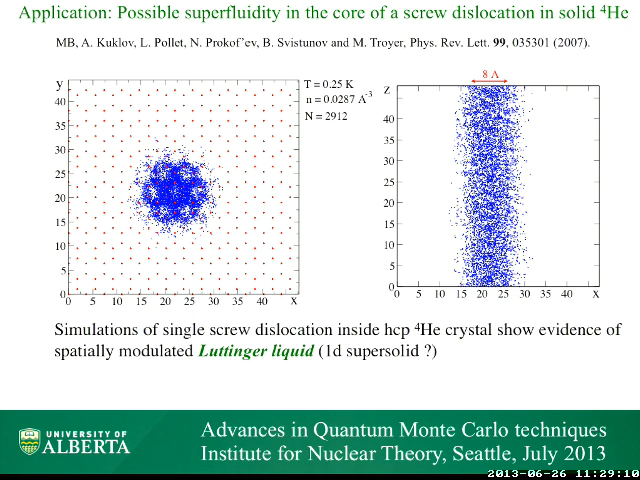 Application: Possible superfluidity in the core of a screw dislocation in solid ⁴He
MB, A. Kuklov, L. Pollet, N. Prokof'ev, B. Svistunov and M. Troyer, Phys. Rev. Lett. 99, 035301 (2007).
y
40
35
30
25
20
15
10
5
0
0 5 10 15 20 25 30 35 40 X
T = 0.25 K
n = 0.0287 A⁻³
N = 2912
8 A
Z
40
35
30
25
20
15
10
5
0
0 5 10 15 20 25 30 40 X
Simulations of single screw dislocation inside hcp ⁴He crystal show evidence of
spatially modulated Luttinger liquid (1d supersolid ?)
UNIVERSITY OF
ALBERTA
Advances in Quantum Monte Carlo techniques
Institute for Nuclear Theory, Seattle, July 2013
2013-06-26 11:29:10